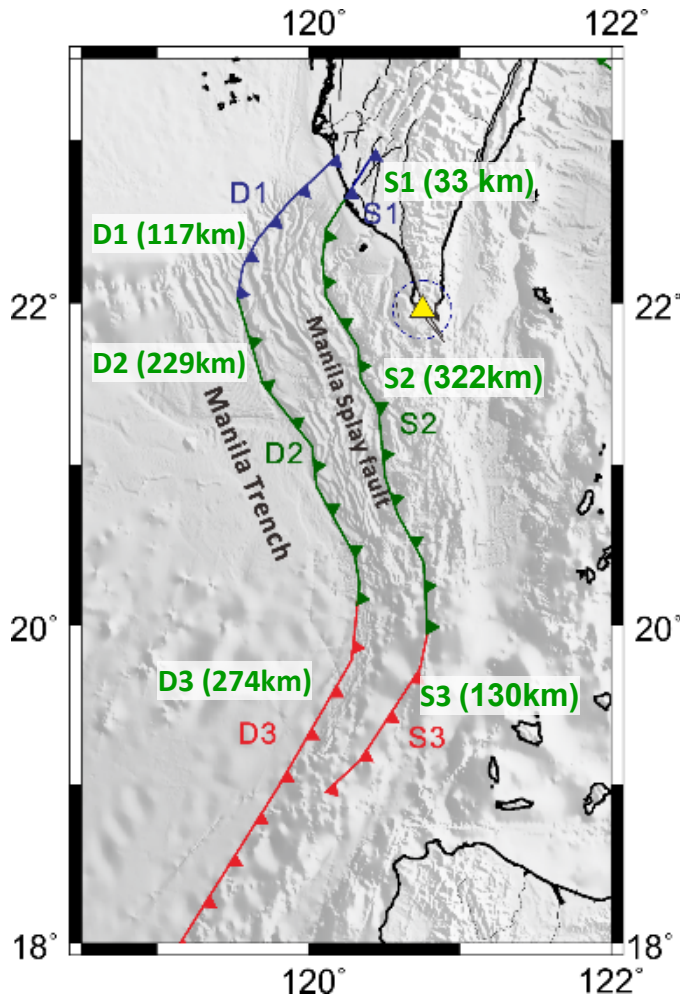 120° 122°
S1 (33 km)
D1
S1
D1 (117km)
22° 22°
Manila Splay fault
D2 (229km)
S2 (322km)
Manila Trench
S2
D2
20° 20°
D3 (274km)
S3 (130km)
D3
S3
18° 18°
120° 122°